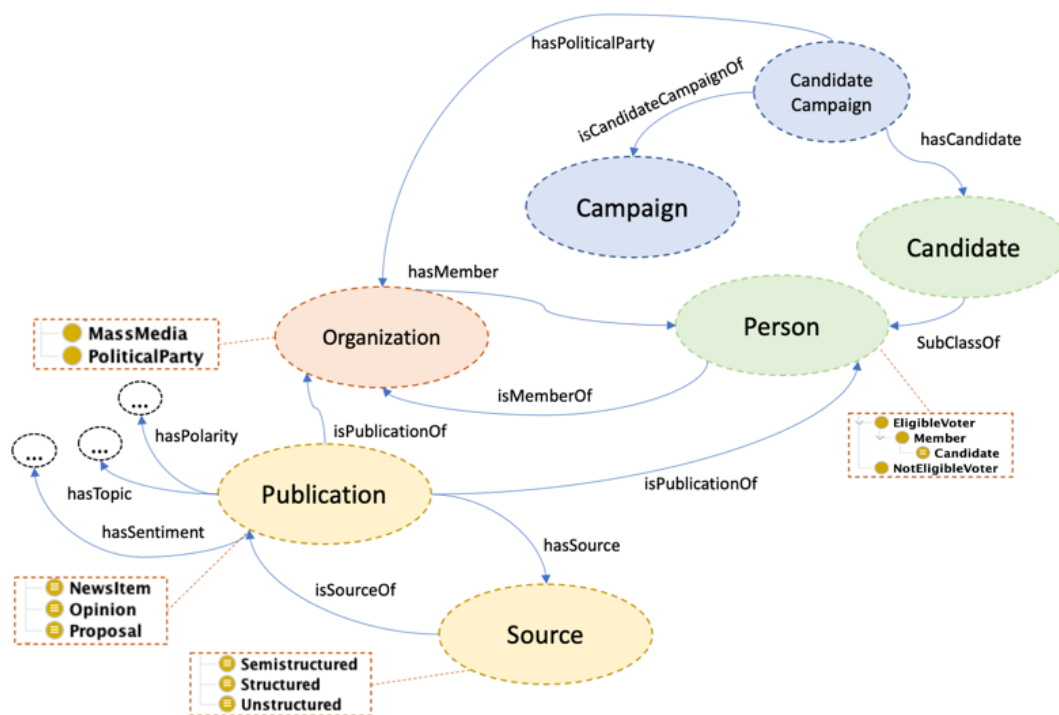 hasPoliticalParty
Candidate
Campaign
isCandidateCampaignOf
hasCandidate
Campaign
Candidate
hasMember
MassMedia
PoliticalParty
Organization
Person
SubClassOf
isMemberOf
...
hasPolarity
isPublicationOf
EligibleVoter
Member
Candidate
NotEligibleVoter
...
...
hasTopic
Publication
isPublicationOf
hasSentiment
hasSource
NewsItem
Opinion
Proposal
isSourceOf
Source
Semistructured
Structured
Unstructured